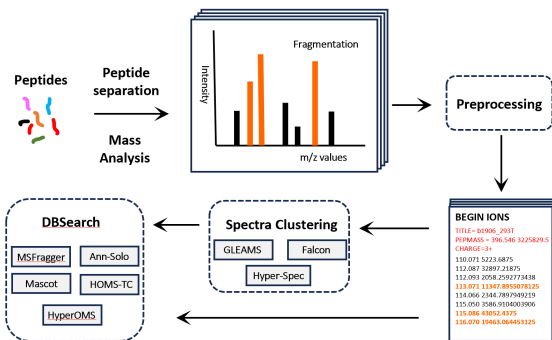 Peptides
Peptide
separation
Mass
Analysis
Fragmentation
Intensity
m/z values
Preprocessing
BEGIN IONS
TITLE= b1906_293T
PEPMASS = 396.546 3225829.5
CHARGE=3+
110.071 5223.6875
112.087 32897.21875
112.093 2058.2592773438
113.071 11347.8955078125
114.066 2344.7897949219
115.050 3586.9104003906
115.086 43052.4375
116.070 19463.064453125
Spectra Clustering
GLEAMS Falcon
Hyper-Spec
DBSearch
MSFragger Ann-Solo
Mascot HOMS-TC
HyperOMS